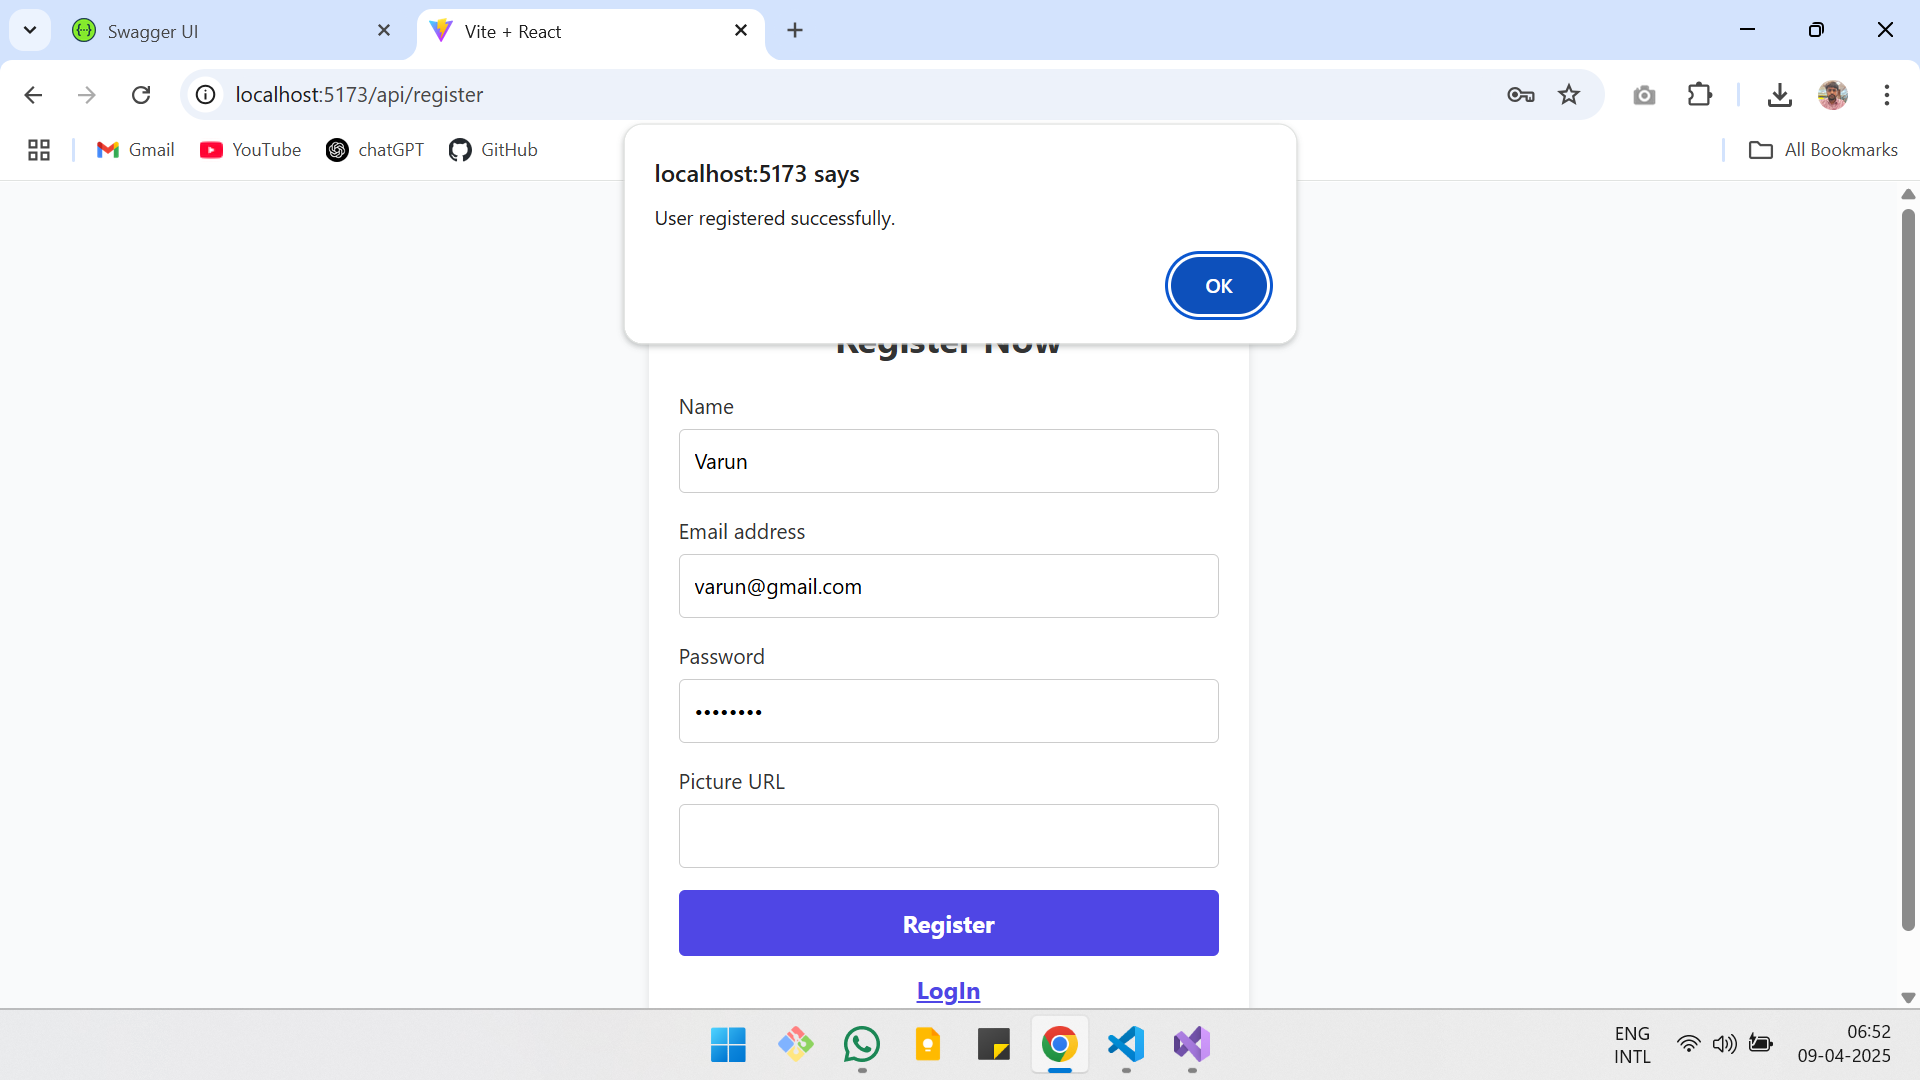 Swagger UI
Vite + React
localhost:5173/api/register
Gmail
YouTube
chatGPT
GitHub
All Bookmarks
localhost:5173 says
User registered successfully.
OK
Register Now
Name
Varun
Email address
varun@gmail.com
Password
••••••••
Picture URL
Register
LogIn
ENG
INTL
06:52
09-04-2025